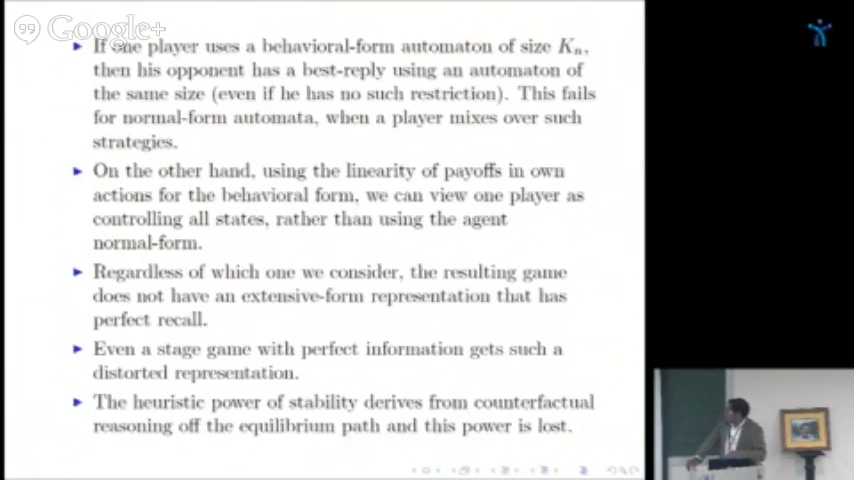 Google+
If one player uses a behavioral-form automaton of size Kn,
then his opponent has a best-reply using an automaton of
the same size (even if he has no such restriction). This fails
for normal-form automata, when a player mixes over such
strategies.
On the other hand, using the linearity of payoffs in own
actions for the behavioral form, we can view one player as
controlling all states, rather than using the agent
normal-form.
Regardless of which one we consider, the resulting game
does not have an extensive-form representation that has
perfect recall.
Even a stage game with perfect information gets such a
distorted representation.
The heuristic power of stability derives from counterfactual
reasoning off the equilibrium path and this power is lost.